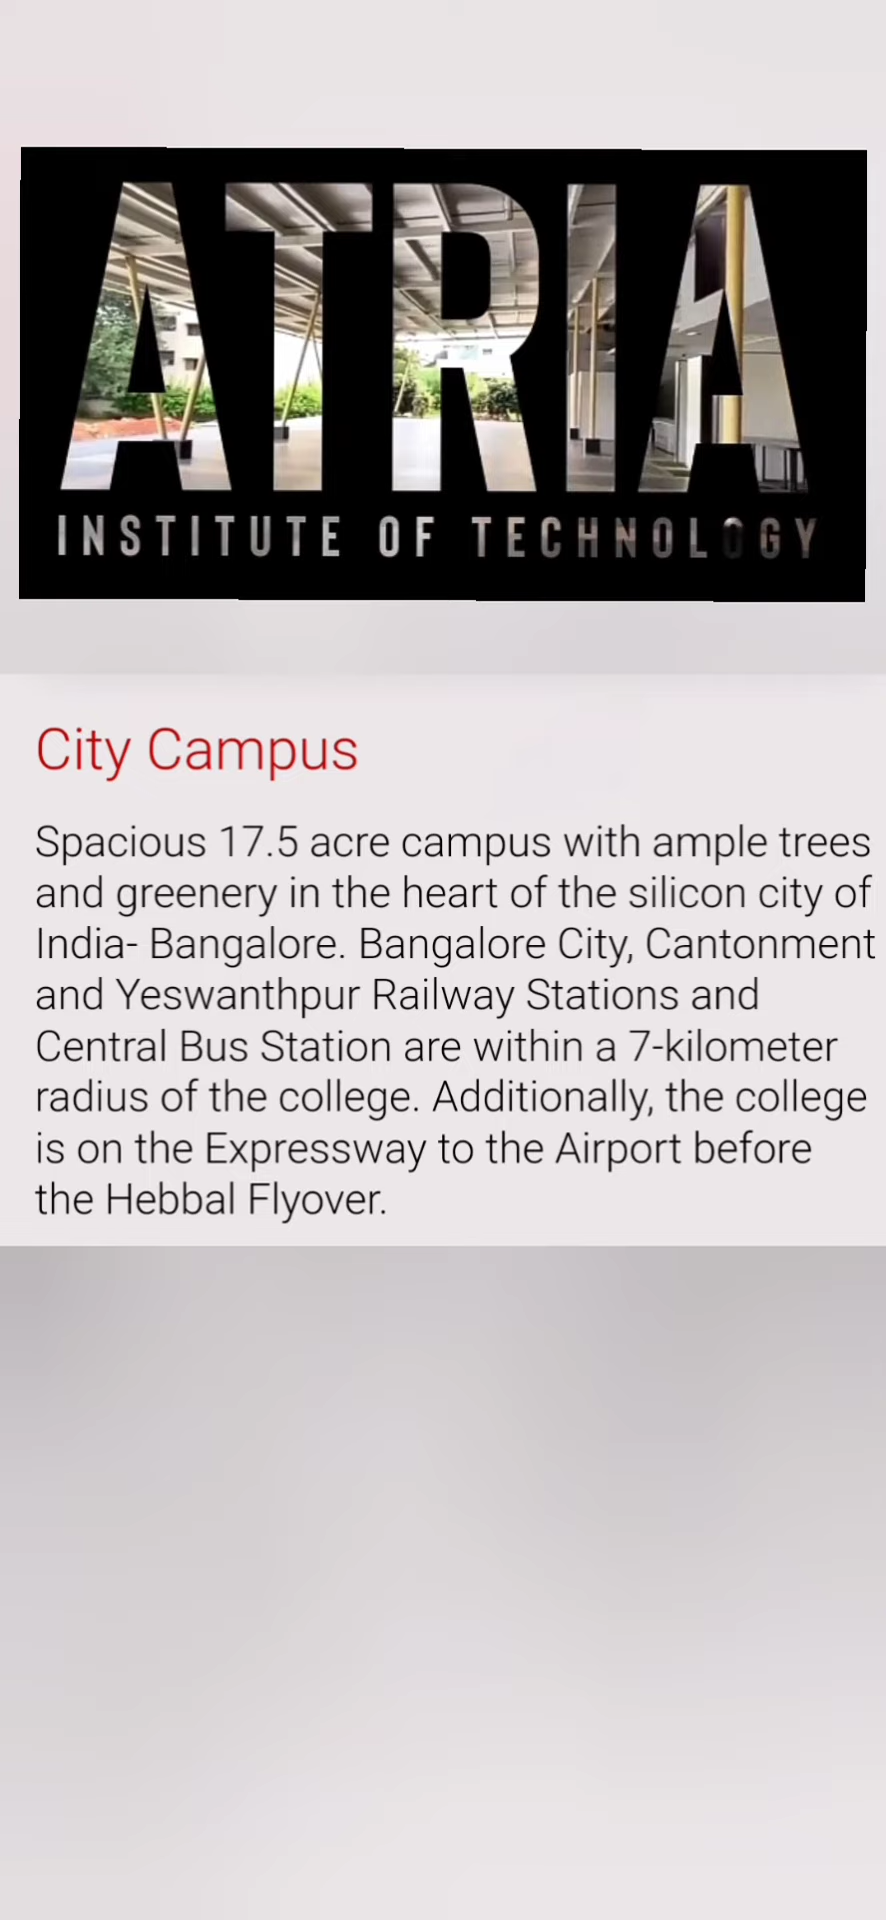 ATRIA
INSTITUTE OF TECHNOLOGY
City Campus
Spacious 17.5 acre campus with ample trees
and greenery in the heart of the silicon city of
India- Bangalore. Bangalore City, Cantonment
and Yeswanthpur Railway Stations and
Central Bus Station are within a 7-kilometer
radius of the college. Additionally, the college
is on the Expressway to the Airport before
the Hebbal Flyover.